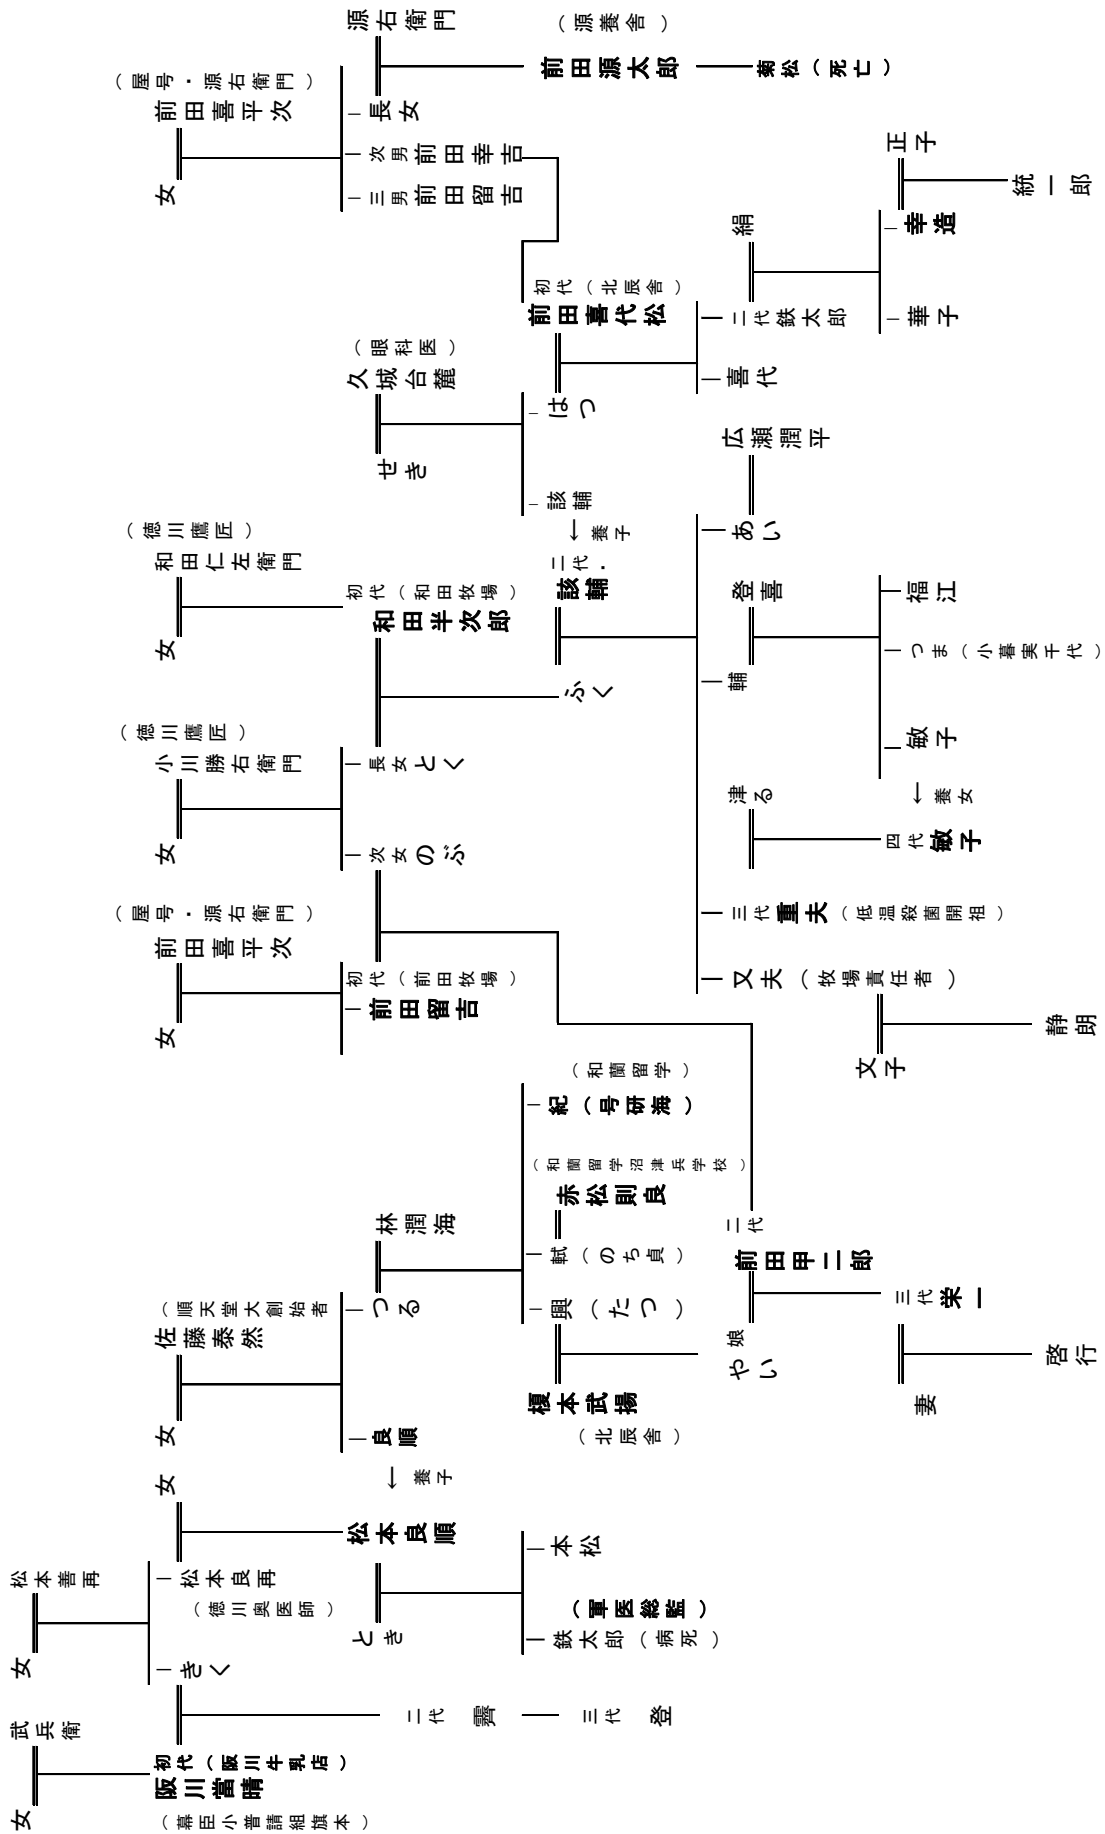 源右衛門
（源養舎）
前田源太郎
菊松（死亡）
（屋号・源右衛門）
前田喜平次
女
長女
次男前田幸吉
三男前田留吉
正子
統一郎
幸造
絹
華子
初代（北辰舎）
前田喜代松
二代鉄太郎
喜代
（眼科医）
久城台麓
せき
はつ
該輔
↓養子
広瀬潤平
あい
（徳川鷹匠）
和田仁左衛門
女
初代（和田牧場）
和田半次郎
二代・
該輔
ふく
登喜
福江
つま（小暮実千代）
輔
敏子
↓養女
（徳川鷹匠）
小川勝右衛門
女
長女とく
次女のぶ
津る
四代敏子
三代重夫（低温殺菌開祖）
又夫（牧場責任者）
文子
静朗
（屋号・源右衛門）
前田喜平次
女
初代（前田牧場）
前田留吉
（和蘭留学）
紀（号研海）
（和蘭留学沼津兵学校）
赤松則良
林潤海
軾（のち貞）
興（たつ）
二代
前田甲二郎
三代栄一
娘
やい
妻
啓行
（順天堂大創始者
佐藤泰然
女
つる
良順
↓養子
榎本武揚
（北辰舎）
女
松本良順
松本善再
女
松本良再
（徳川奥医師）
きく
とき
本松
（軍医総監）
鉄太郎（病死）
武兵衛
女
初代（阪川牛乳店）
阪川當晴
（幕臣小普請組旗本）
二代 霽
三代 登